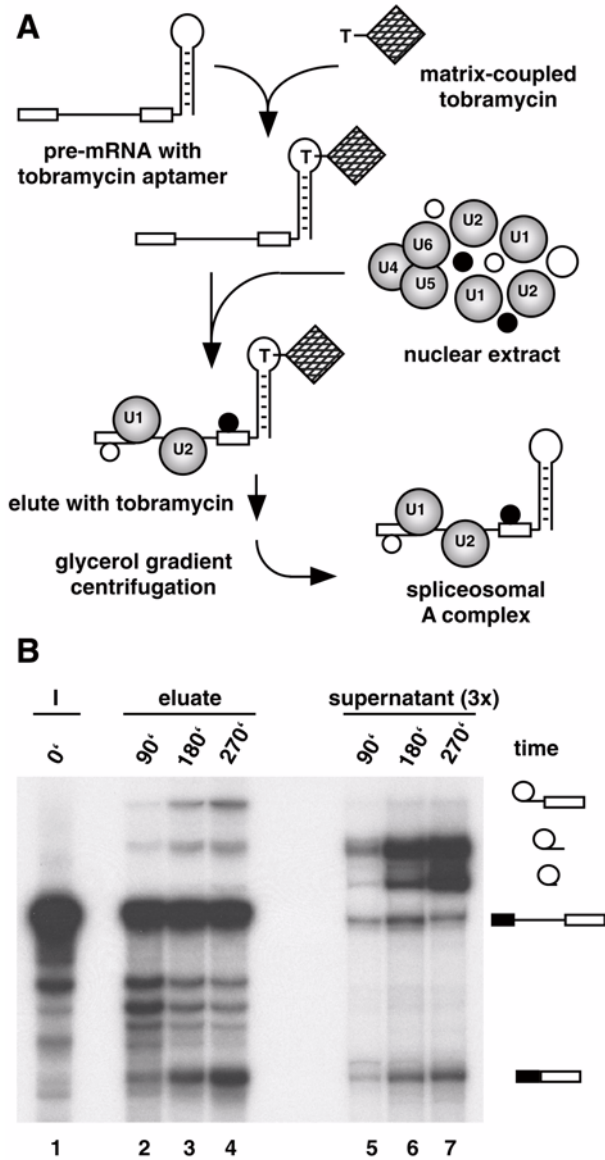 A
T
matrix-coupled
tobramycin
pre-mRNA with
tobramycin aptamer
T
U2
U6
U1
U4
U5
U1
U2
nuclear extract
T
U1
U2
elute with tobramycin
glycerol gradient
centrifugation
U1
U2
spliceosomal
A complex
B
I eluate supernatant (3x)
0‘ 90‘ 180‘ 270‘ 90‘ 180‘ 270‘ time
1 2 3 4 5 6 7